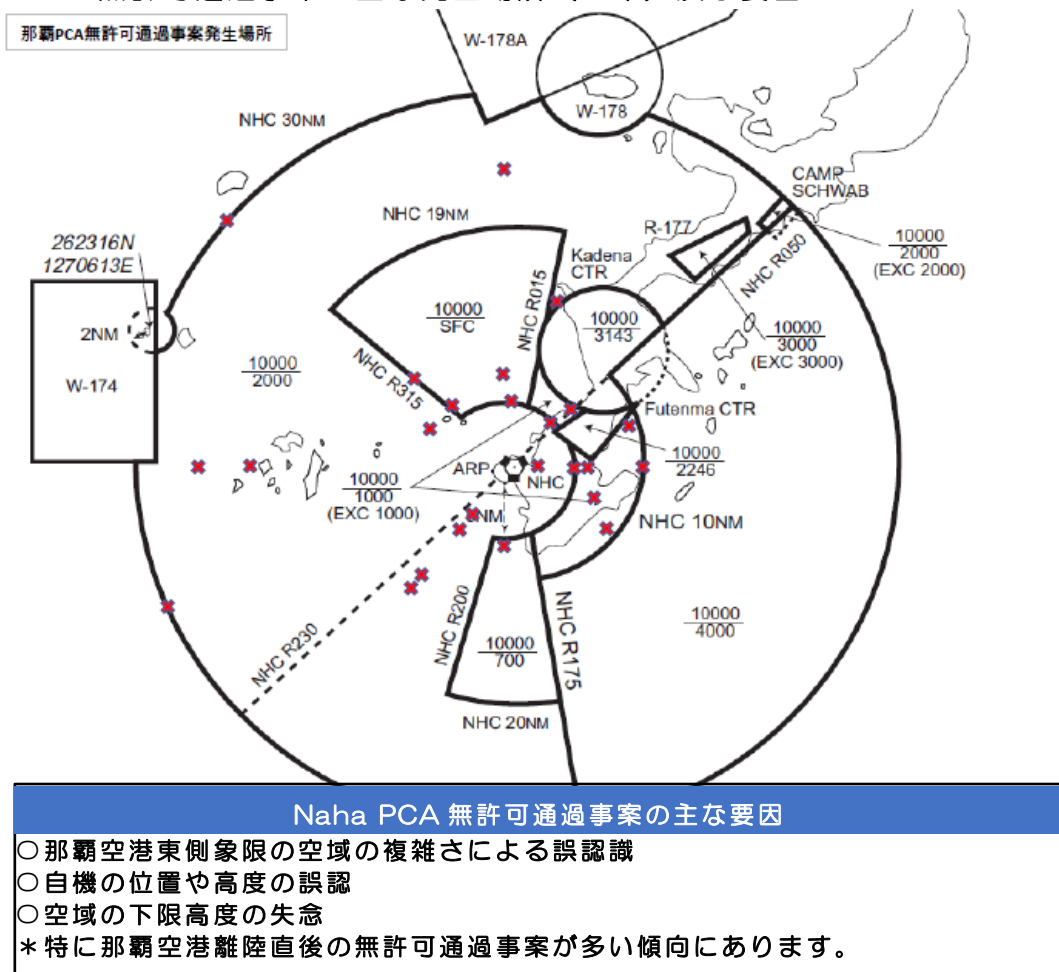 那覇PCA無許可通過事案発生場所
W-178A
W-178
NHC 30NM
CAMP
SCHWAB
NHC 19NM
R-177
262316N
1270613E
Kadena
CTR
10000
2000
(EXC 2000)
NHC R050
NHC R015
10000
SFC
10000
3143
2NM
10000
3000
(EXC 3000)
W-174
10000
2000
NHC R315
Futenma CTR
10000
2246
ARP
NHC
10000
1000
(EXC 1000)
NHC 10NM
NHC R200
NHC R175
10000
4000
NHC R230
10000
700
NHC 20NM
Naha PCA 無許可通過事案の主な要因
○那覇空港東側象限の空域の複雑さによる誤認識
○自機の位置や高度の誤認
○空域の下限高度の失念
*特に那覇空港離陸直後の無許可通過事案が多い傾向にあります。